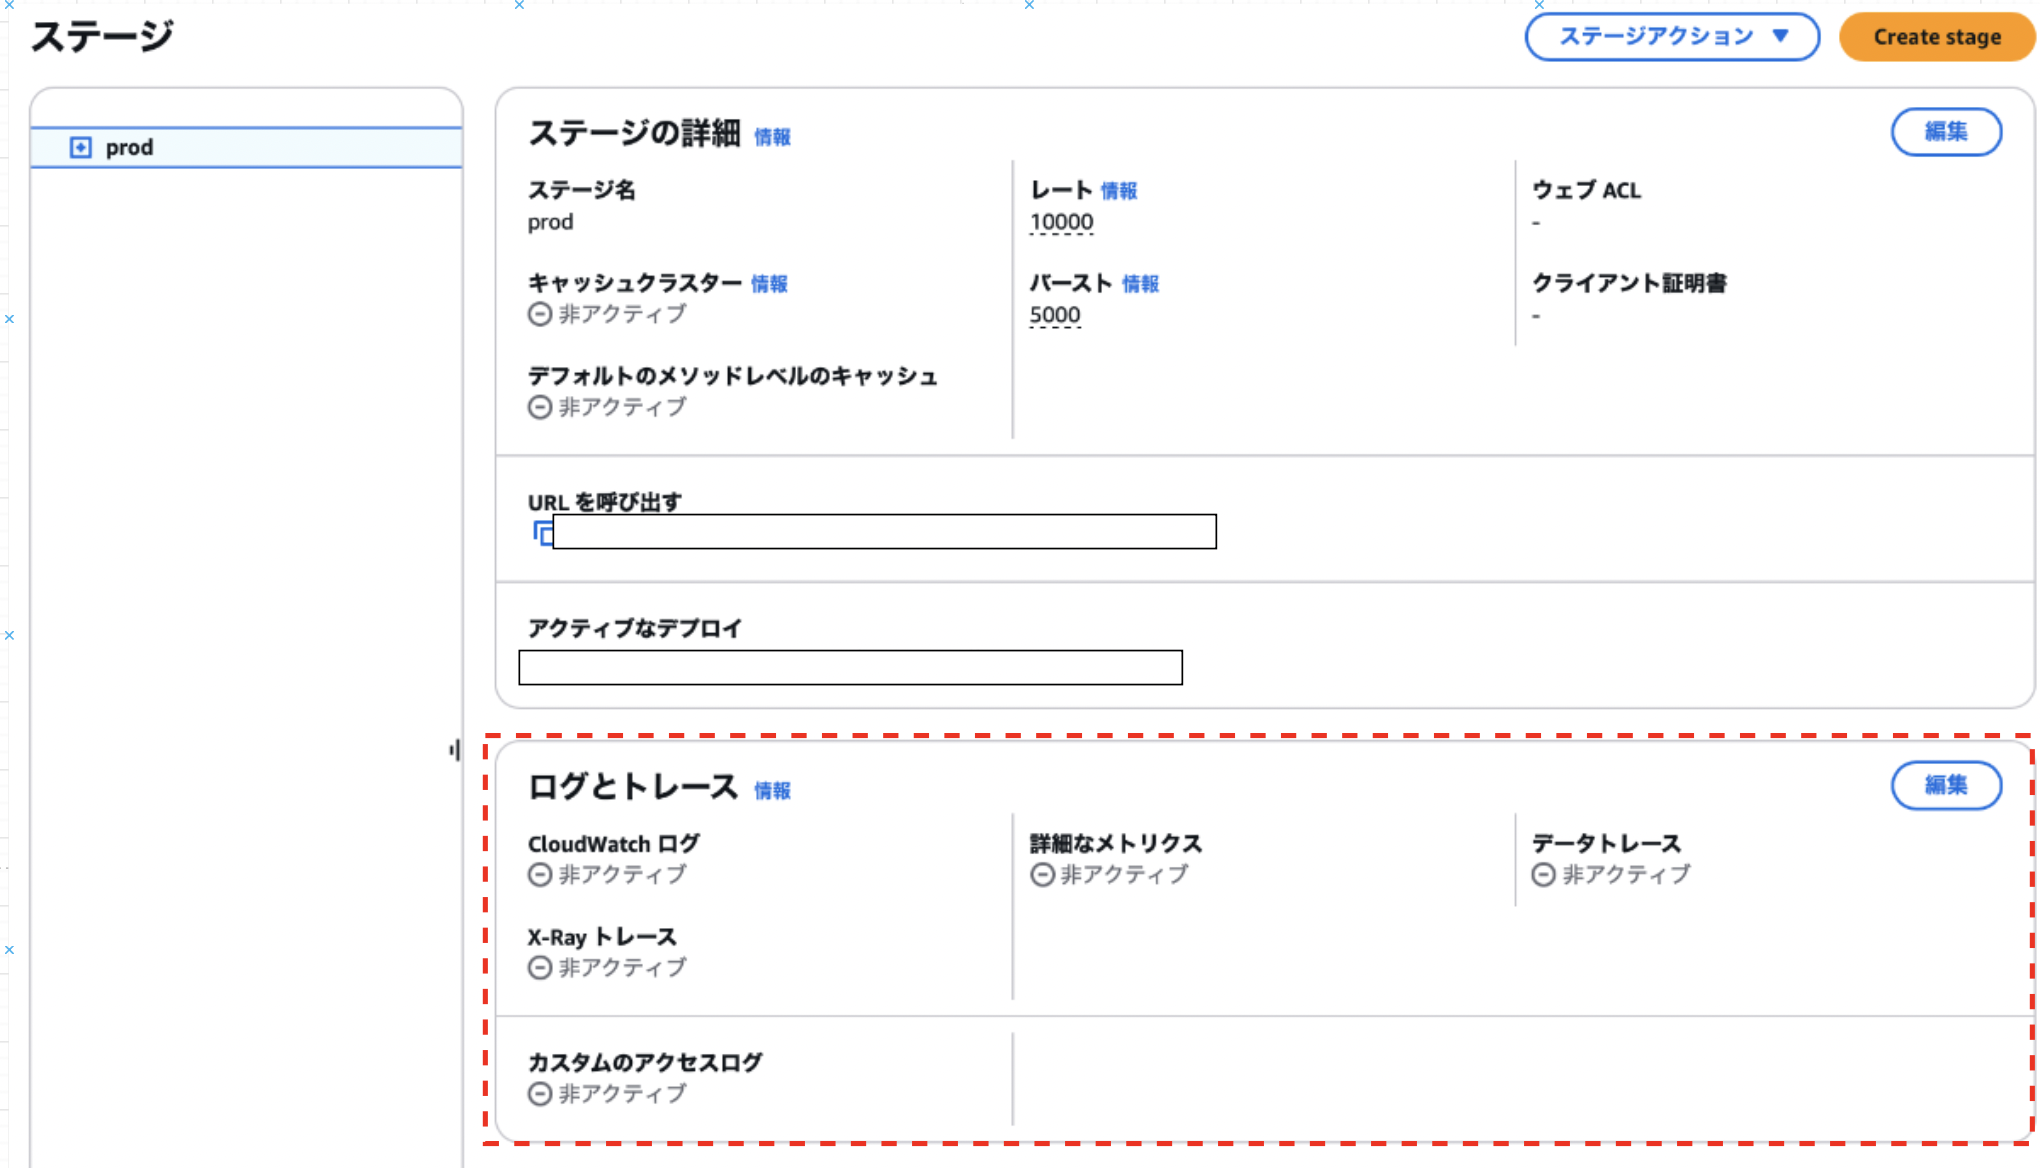 ステージ
ステージアクション ▼
Create stage
prod
ステージの詳細 情報
編集
ステージ名
prod
レート 情報
10000
ウェブ ACL
-
キャッシュクラスター 情報
非アクティブ
バースト 情報
5000
クライアント証明書
-
デフォルトのメソッドレベルのキャッシュ
非アクティブ
URL を呼び出す
アクティブなデプロイ
ログとトレース 情報
編集
CloudWatch ログ
非アクティブ
詳細なメトリクス
非アクティブ
データトレース
非アクティブ
X-Ray トレース
非アクティブ
カスタムのアクセスログ
非アクティブ